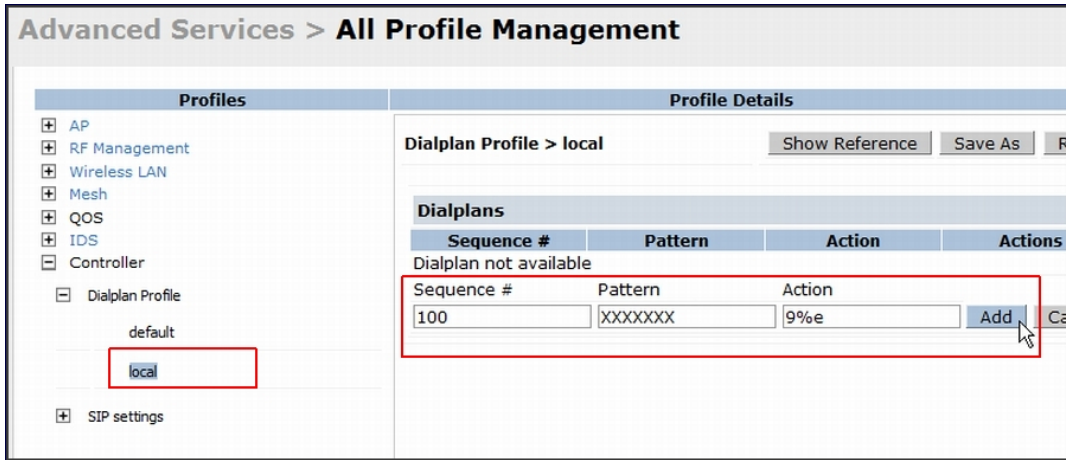 Advanced Services > All Profile Management
Profiles
Profile Details
AP
RF Management
Wireless LAN
Mesh
QOS
IDS
Controller
Dialplan Profile
default
local
SIP settings
Dialplan Profile > local
Show Reference Save As R
Dialplans
Sequence # Pattern Action Actions
Dialplan not available
Sequence # Pattern Action
100 XXXXXXX 9%e Add Ca